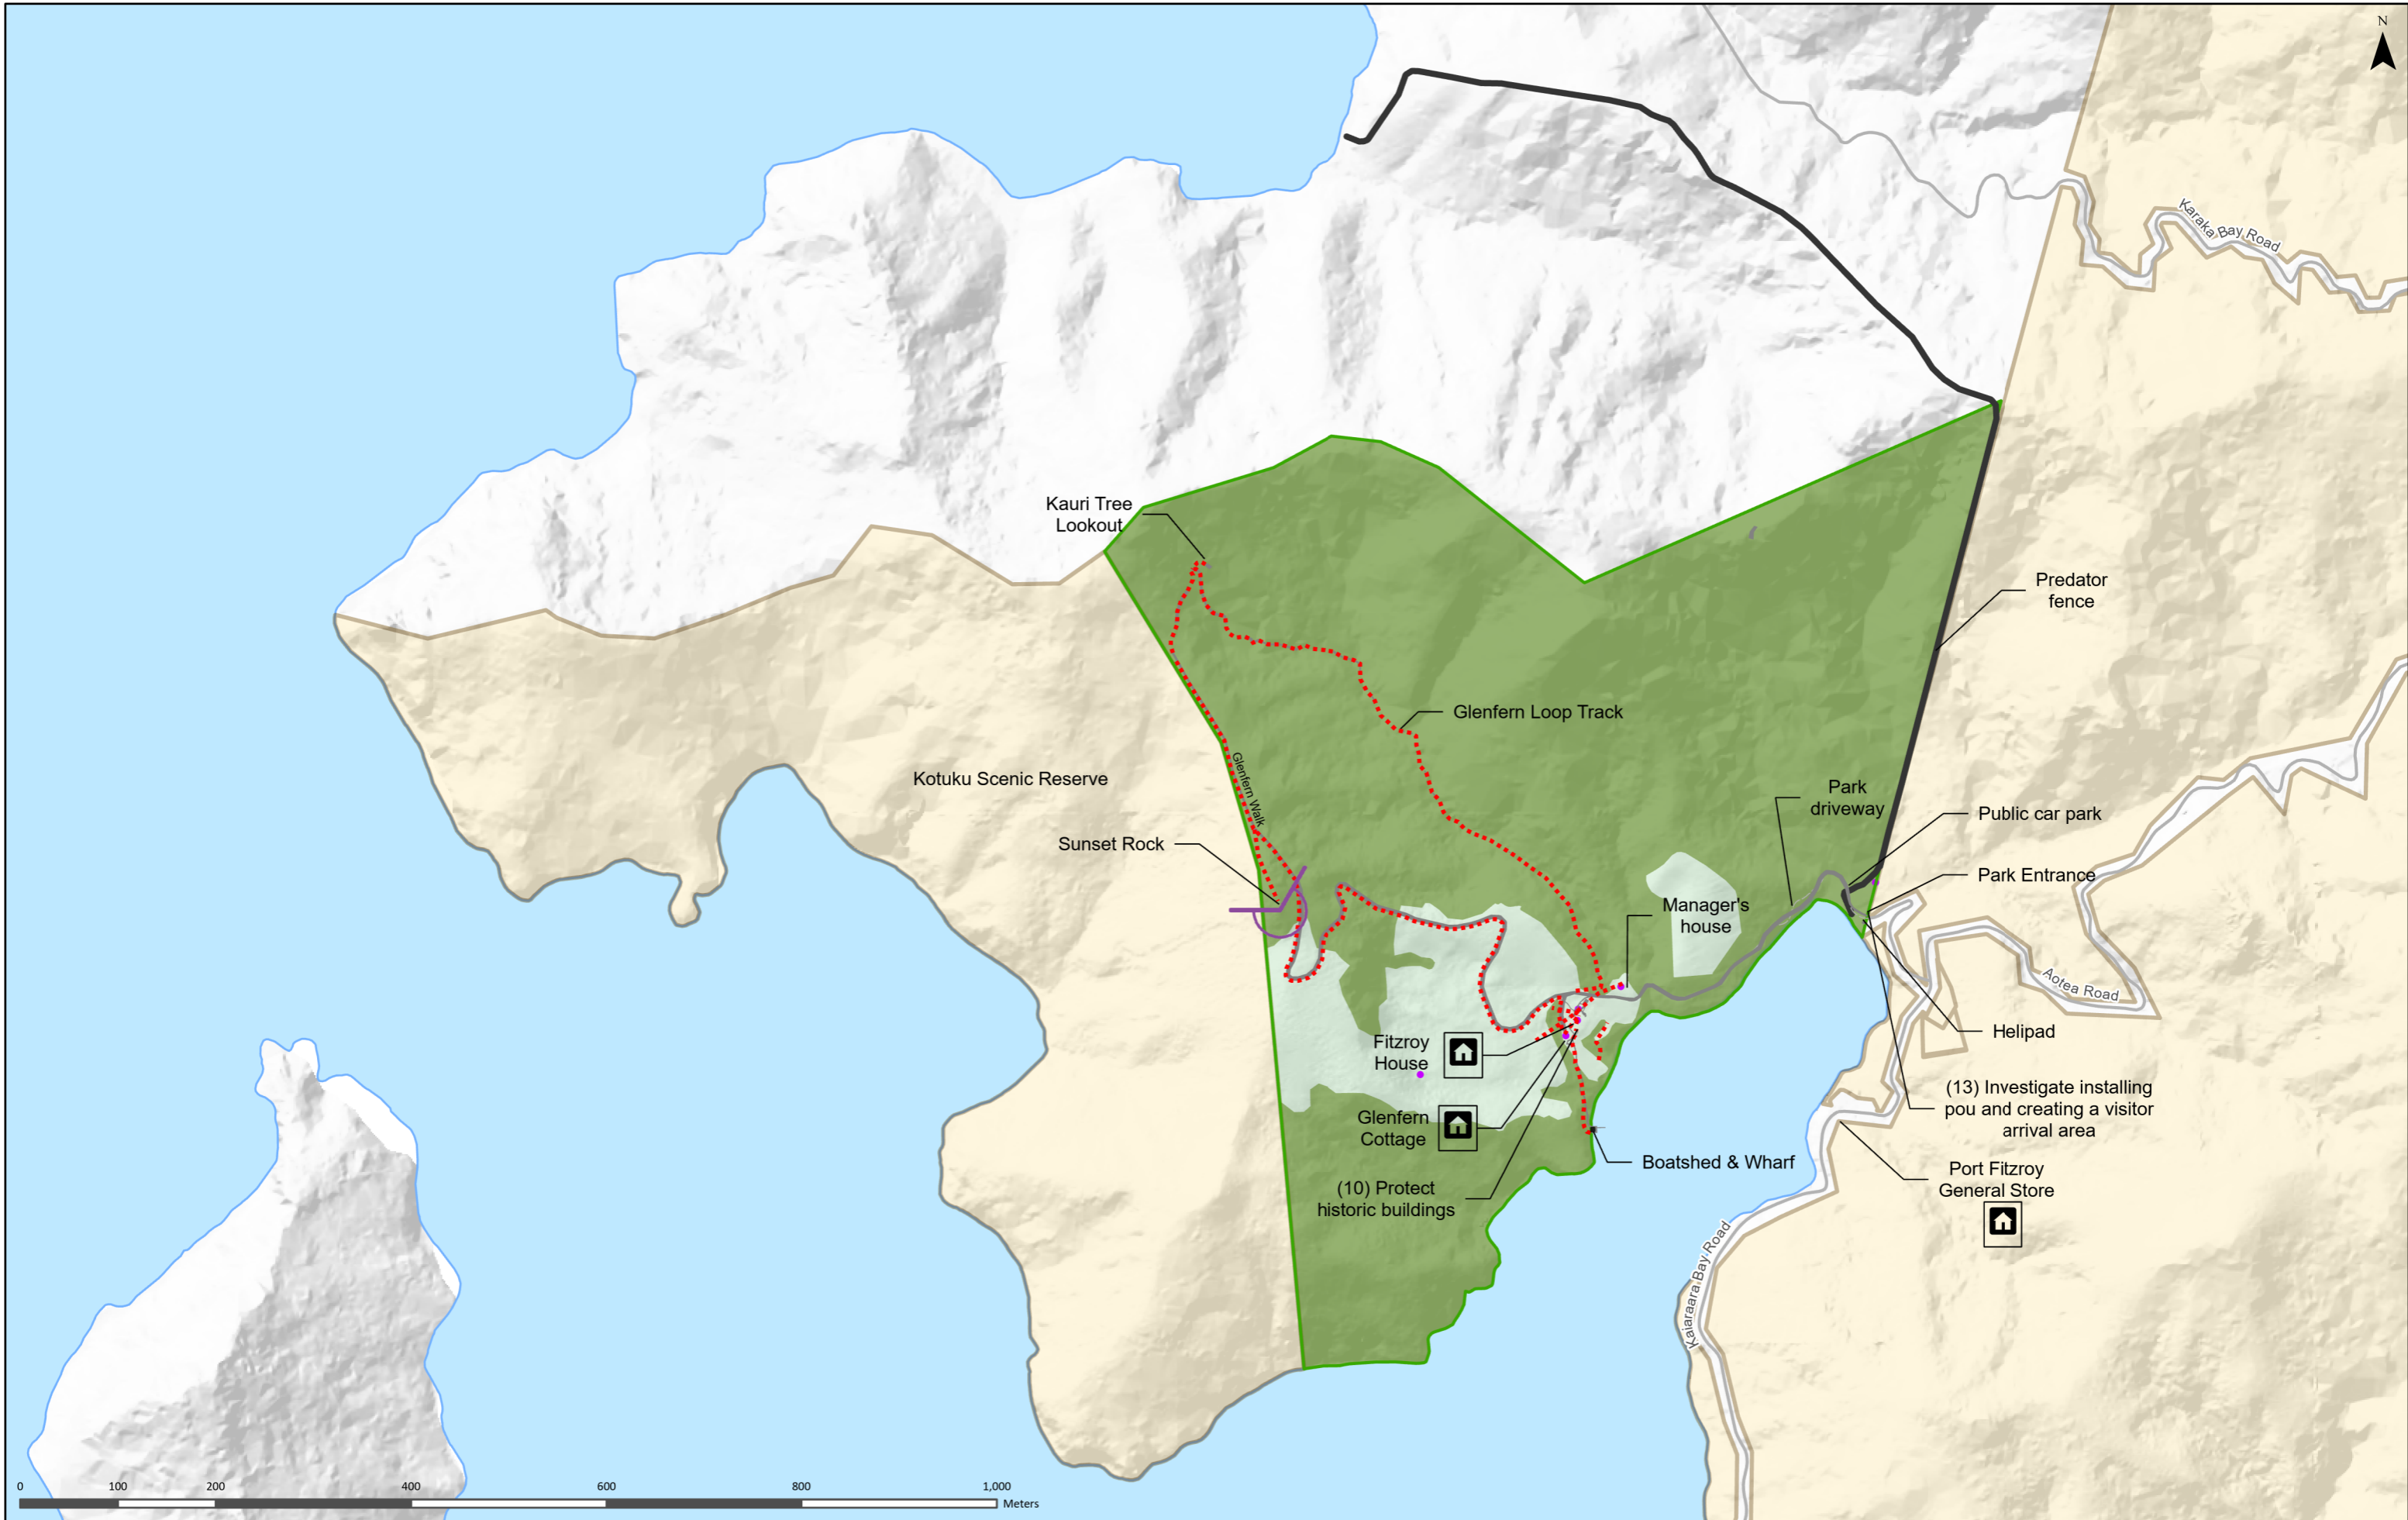 N
Karaka Bay Road
Kauri Tree
Lookout
Predator
fence
Glenfern Loop Track
Glenfern Walk
Kotuku Scenic Reserve
Park
driveway
Public car park
Sunset Rock
Park Entrance
Manager's
house
Aotea Road
Helipad
Fitzroy
House
(13) Investigate installing
pou and creating a visitor
arrival area
Glenfern
Cottage
Boatshed & Wharf
Port Fitzroy
General Store
(10) Protect
historic buildings
Kaiaraara Bay Road
0 100 200 400 600 800 1,000
Meters